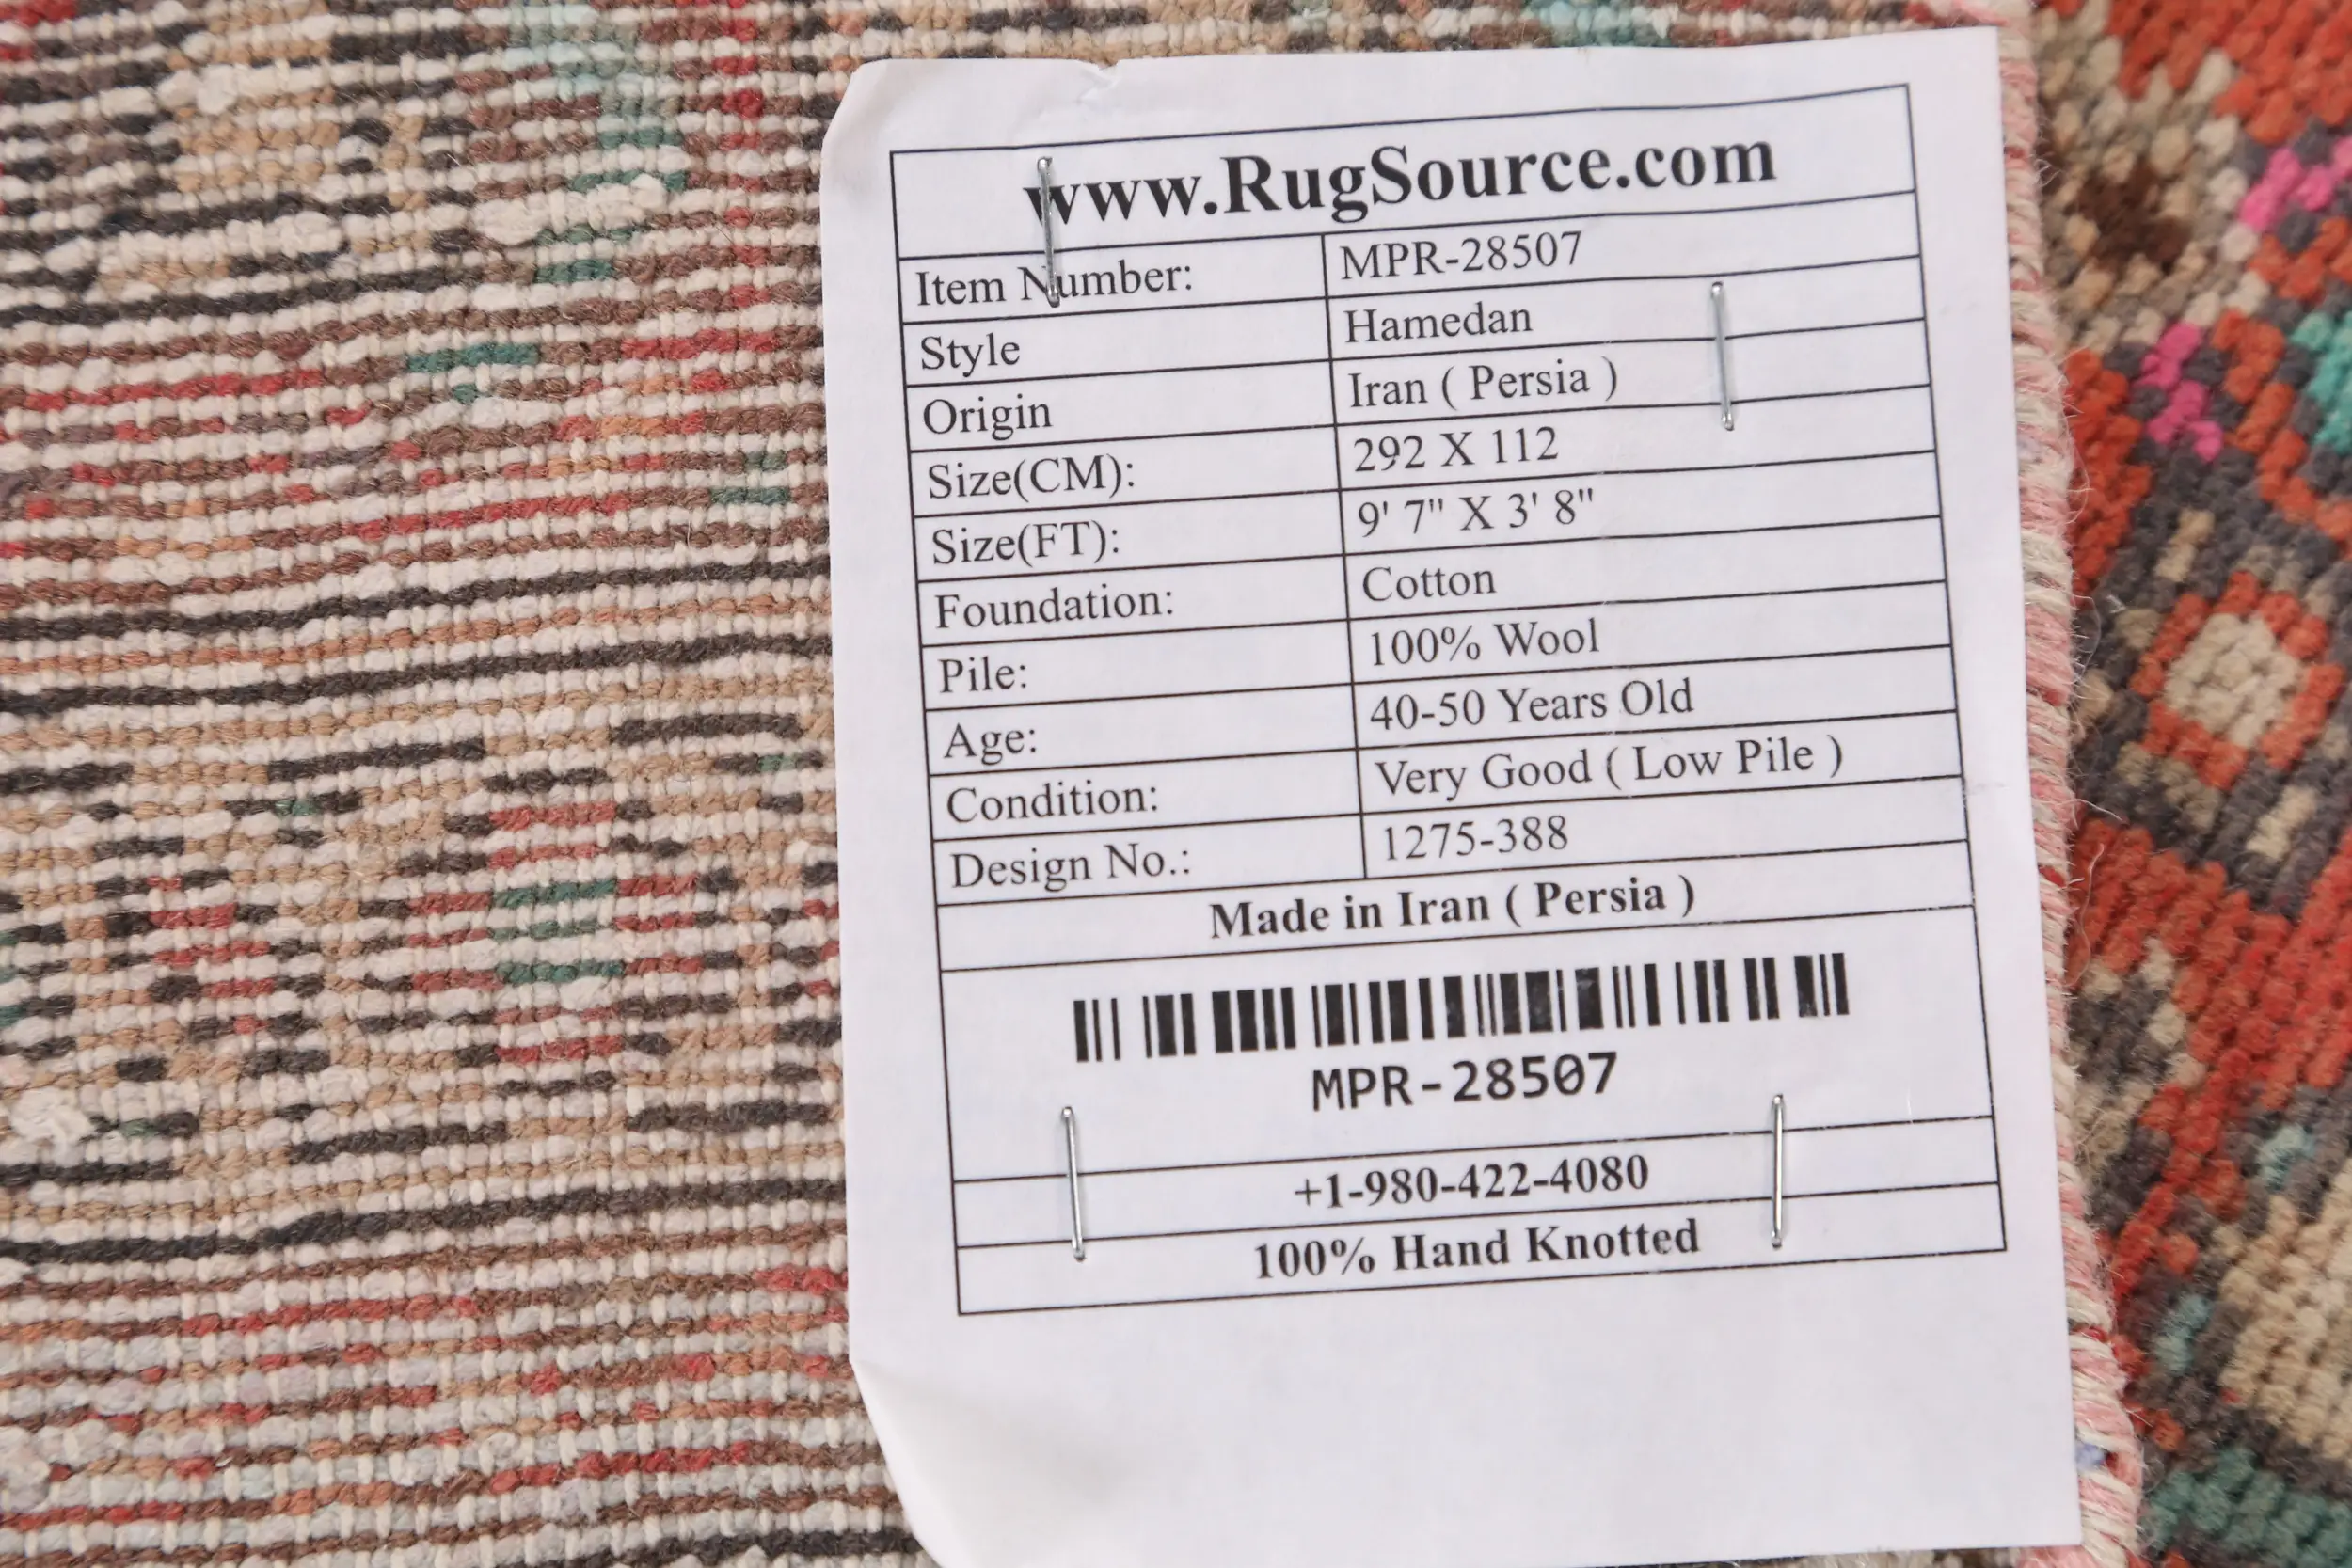 www.RugSource.com
Item Number: MPR-28507
Style Hamedan
Origin Iran ( Persia )
Size(CM): 292 X 112
Size(FT): 9' 7" X 3' 8"
Foundation: Cotton
Pile: 100% Wool
Age: 40-50 Years Old
Condition: Very Good ( Low Pile )
Design No.: 1275-388
Made in Iran ( Persia )
MPR-28507
+1-980-422-4080
100% Hand Knotted